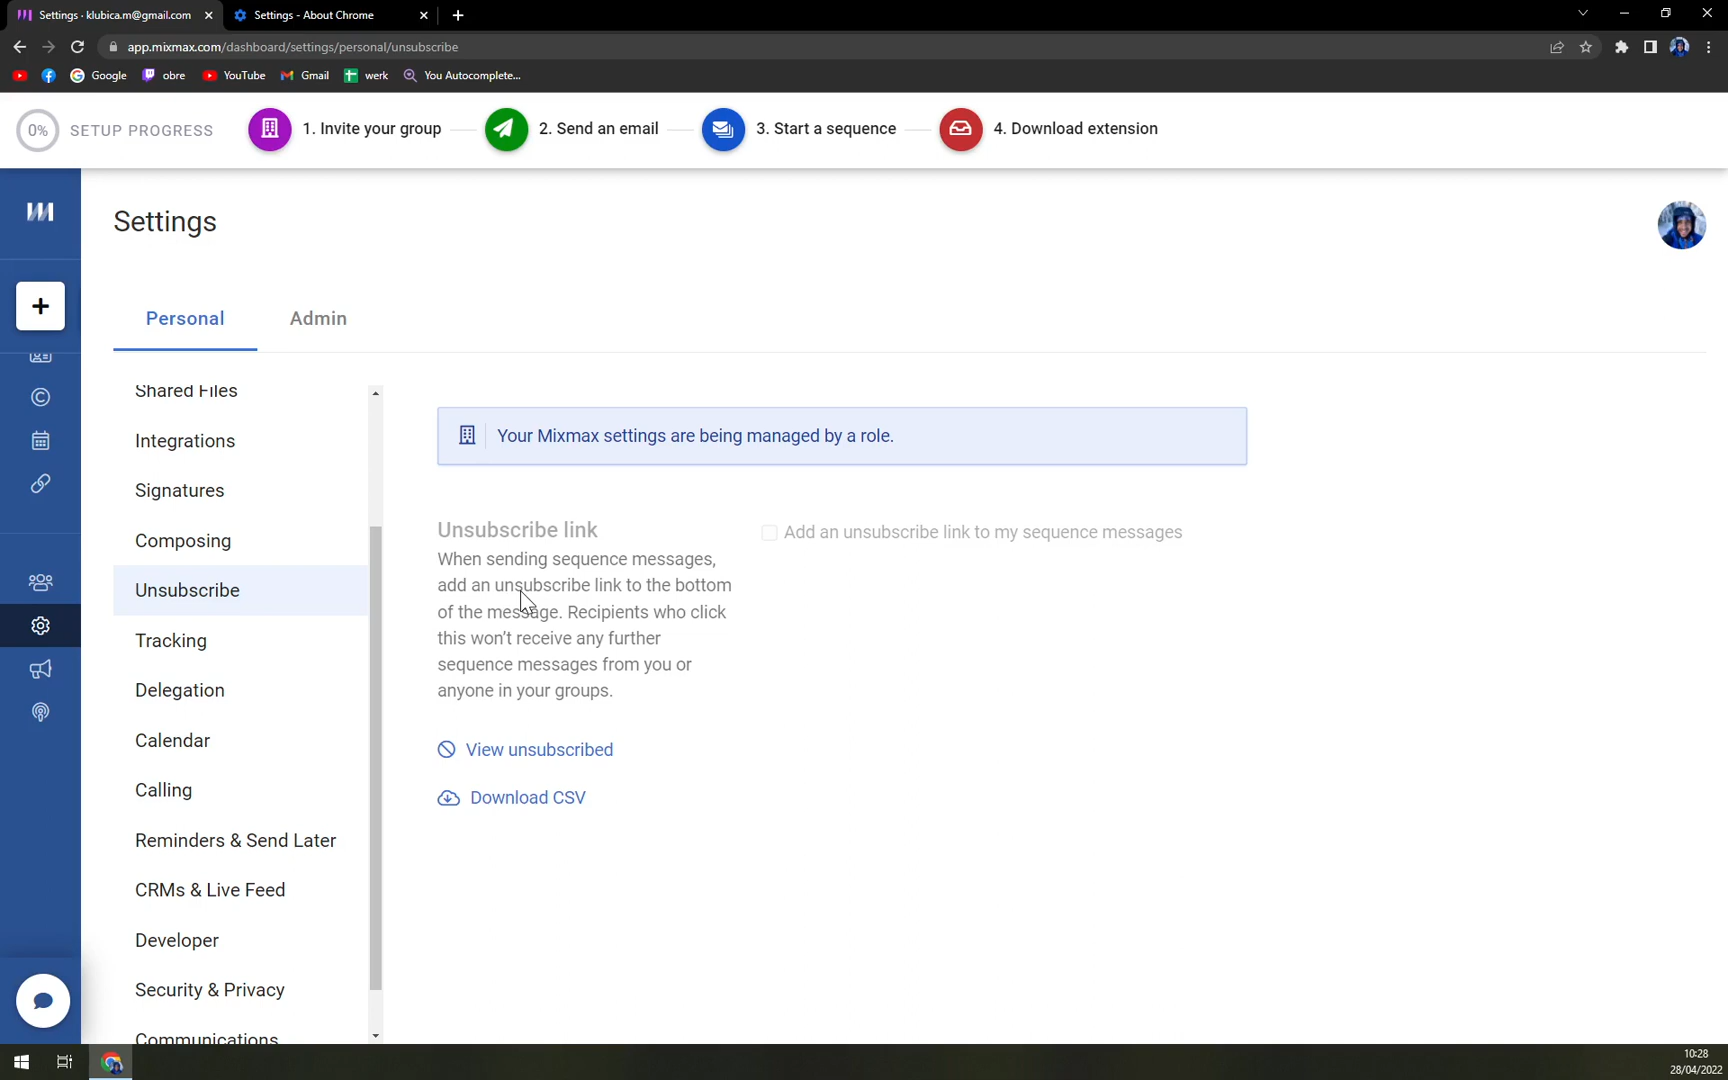 Settings · klubica.m@gmail.com
Settings - About Chrome
app.mixmax.com/dashboard/settings/personal/unsubscribe
Google
obre
YouTube
Gmail
werk
You Autocomplete...
0%
SETUP PROGRESS
1. Invite your group
2. Send an email
3. Start a sequence
4. Download extension
Settings
Personal
Admin
Shared Files
Integrations
Signatures
Composing
Unsubscribe
Tracking
Delegation
Calendar
Calling
Reminders & Send Later
CRMs & Live Feed
Developer
Security & Privacy
Communications
Your Mixmax settings are being managed by a role.
Unsubscribe link
When sending sequence messages,
add an unsubscribe link to the bottom
of the message. Recipients who click
this won't receive any further
sequence messages from you or
anyone in your groups.
Add an unsubscribe link to my sequence messages
View unsubscribed
Download CSV
10:28
28/04/2022